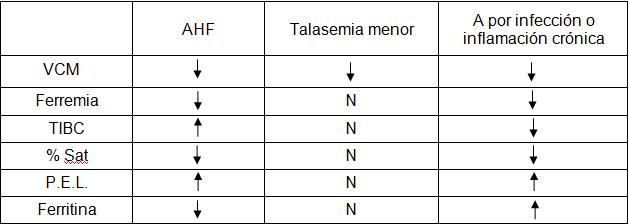 AHF Talasemia menor A por infección o
inflamación crónica
VCM ↓ ↓ ↓
Ferremia ↓ N ↓
TIBC ↑ N ↓
% Sat ↓ N ↓
P.E.L. ↑ N ↑
Ferritina ↓ N ↑